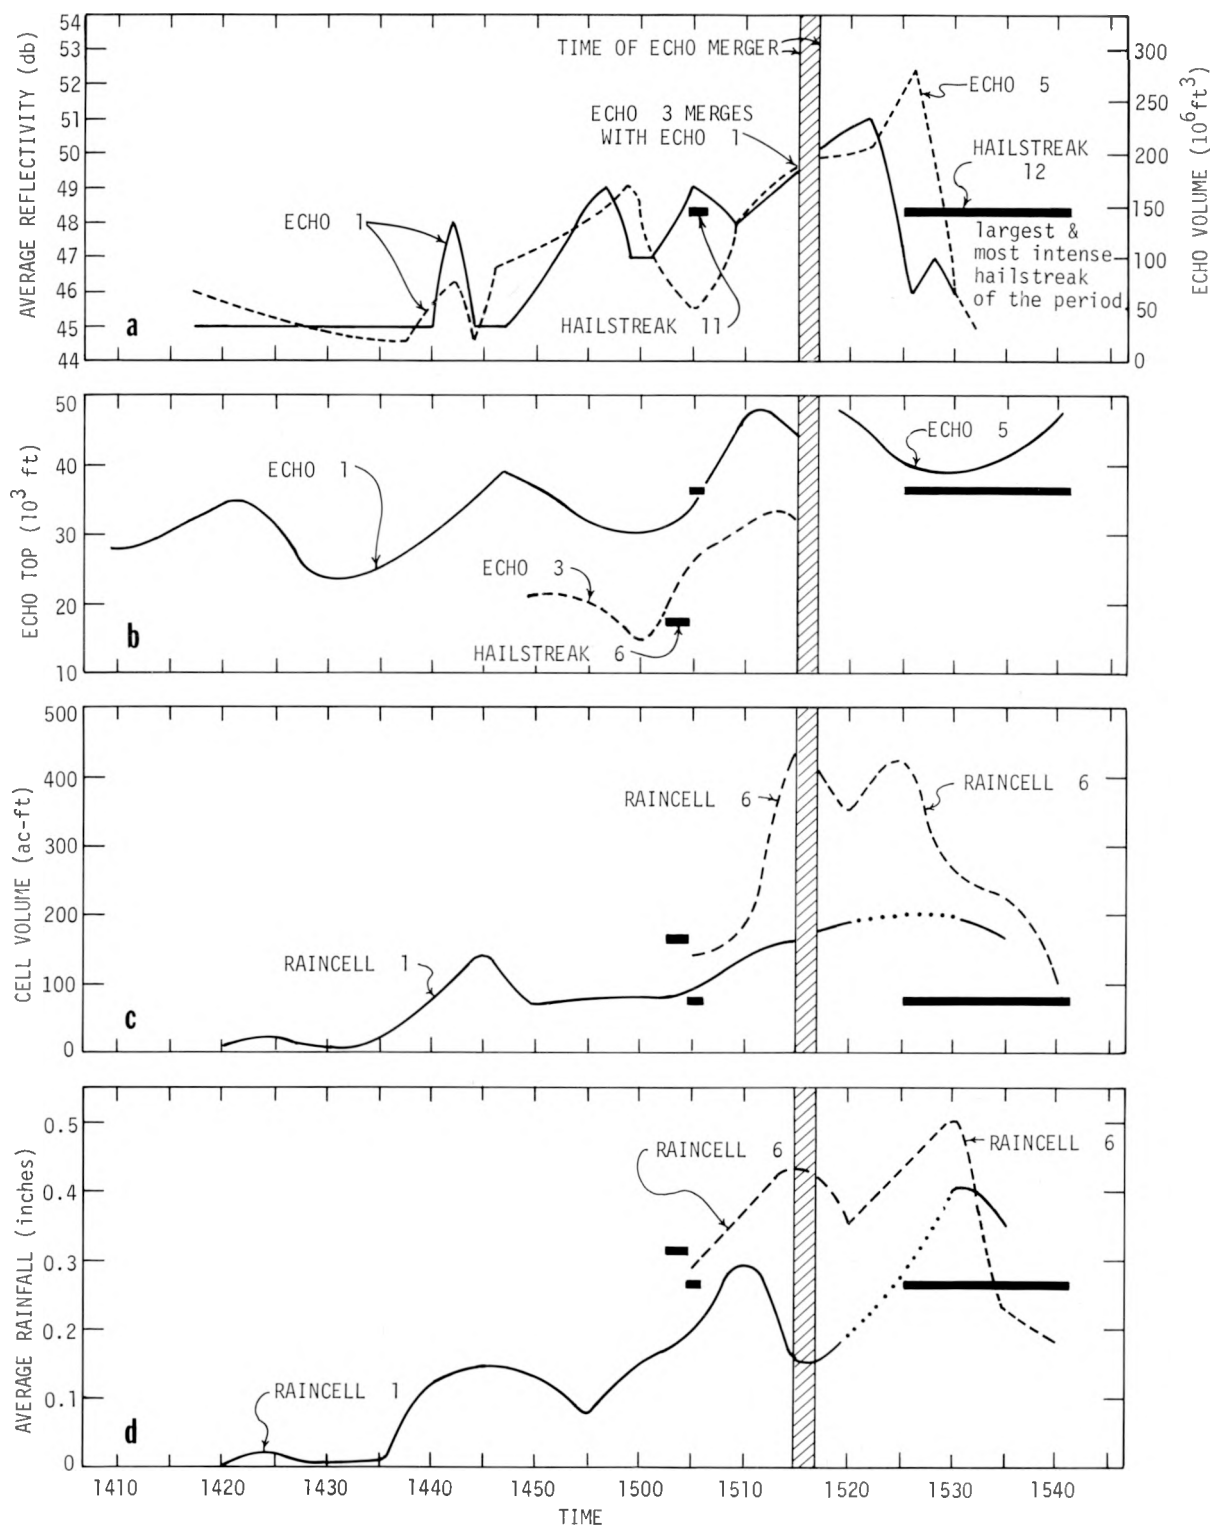 AVERAGE REFLECTIVITY (db)
54
53
52
51
50
49
48
47
46
45
44
TIME OF ECHO MERGER
ECHO 3 MERGES
WITH ECHO 1
ECHO 1
HAILSTREAK 11
ECHO 5
HAILSTREAK
12
largest &
most intense
hailstreak
of the period
a
300
250
200
150
100
50
0
ECHO VOLUME (10⁶ft³)
ECHO TOP (10³ ft)
50
40
30
20
10
ECHO 1
ECHO 3
HAILSTREAK 6
ECHO 5
b
CELL VOLUME (ac-ft)
500
400
300
200
100
0
RAINCELL 6
RAINCELL 6
RAINCELL 1
c
AVERAGE RAINFALL (inches)
0.5
0.4
0.3
0.2
0.1
0
RAINCELL 6
RAINCELL 6
RAINCELL 1
d
1410 1420 1430 1440 1450 1500 1510 1520 1530 1540
TIME